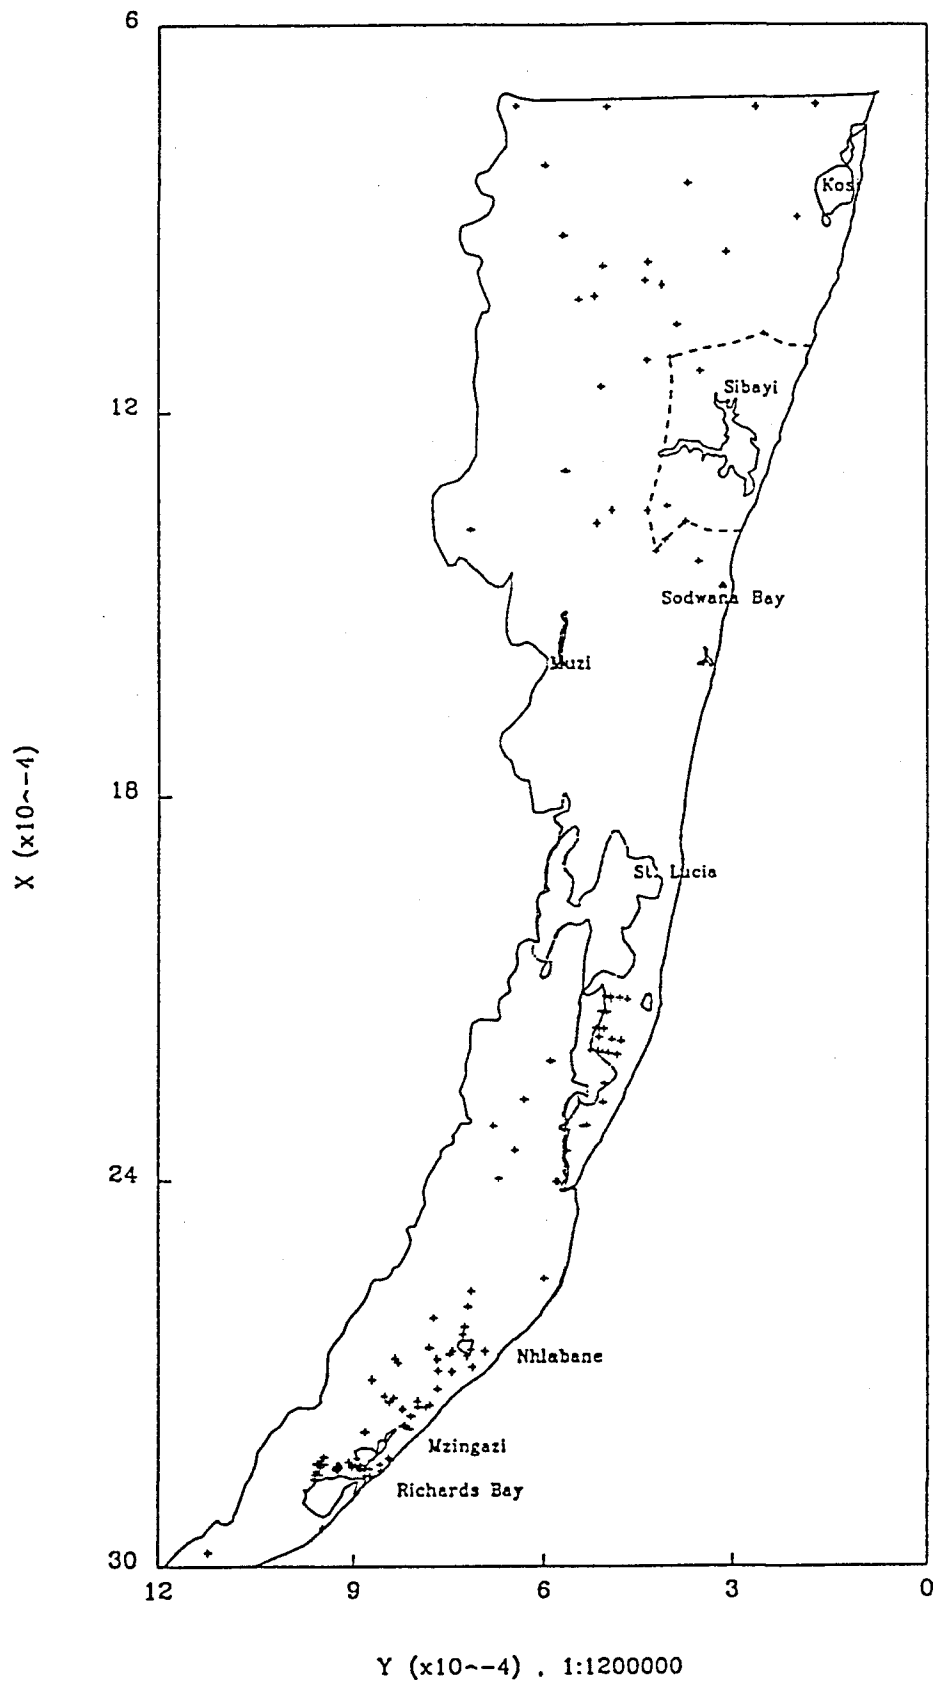 6
Kosi
Sibayi
12
Sodwana Bay
Muzi
X (x10~-4)
18
St. Lucia
24
Nhlabane
Mzingazi
Richards Bay
30
12 9 6 3 0
Y (x10~-4) . 1:1200000